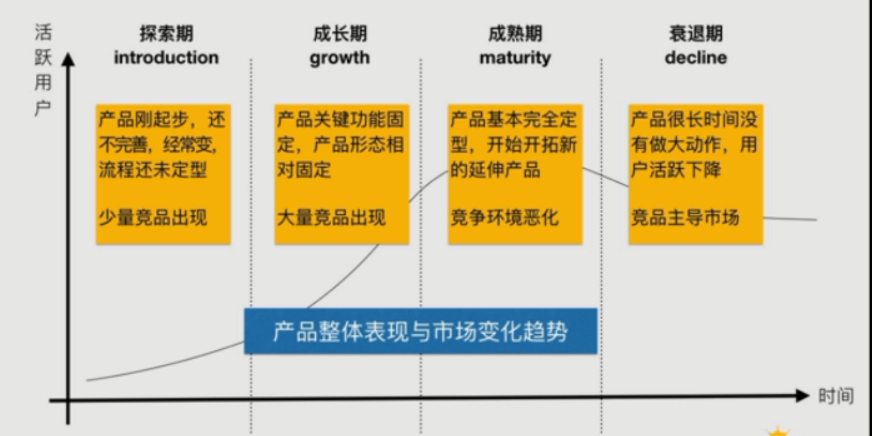 活跃用户
探索期
introduction
成长期
growth
成熟期
maturity
衰退期
decline
产品刚起步，还
不完善，经常变，
流程还未定型
少量竞品出现
产品关键功能固
定，产品形态相
对固定
大量竞品出现
产品基本完全定
型，开始开拓新
的延伸产品
竞争环境恶化
产品很长时间没
有做大动作，用
户活跃下降
竞品主导市场
产品整体表现与市场变化趋势
时间